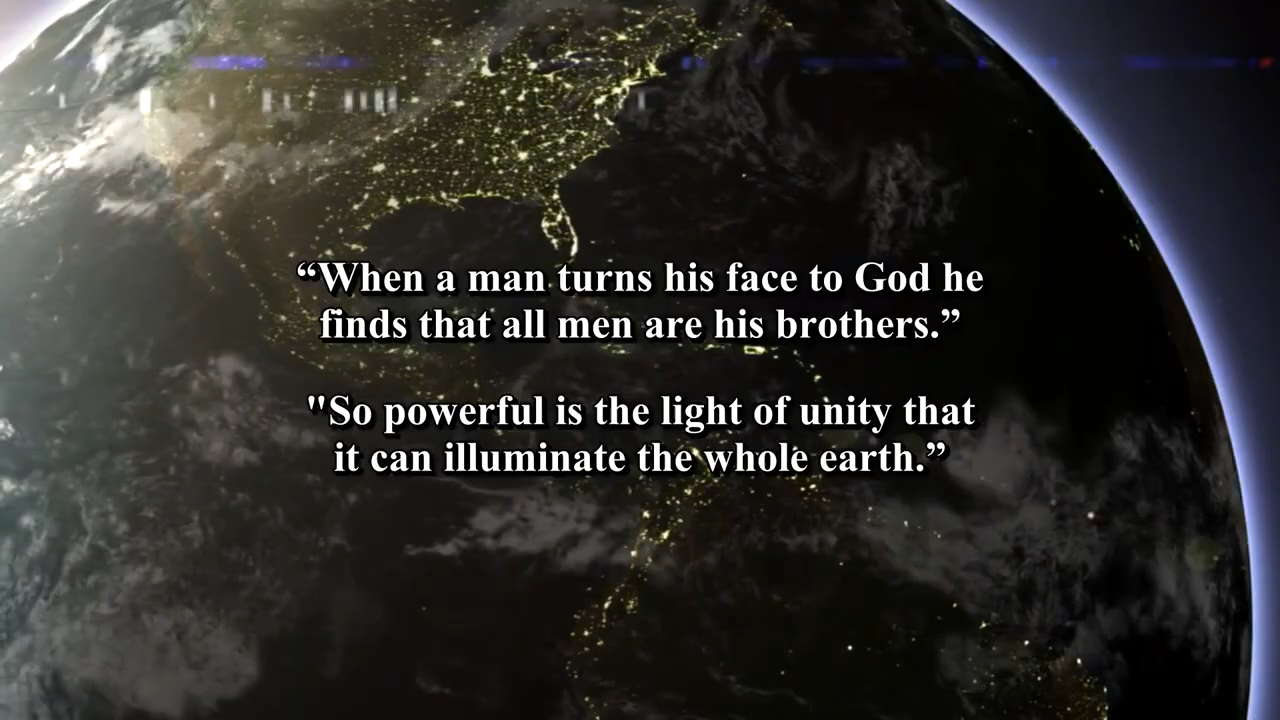 “When a man turns his face to God he
finds that all men are his brothers.”
"So powerful is the light of unity that
it can illuminate the whole earth.”